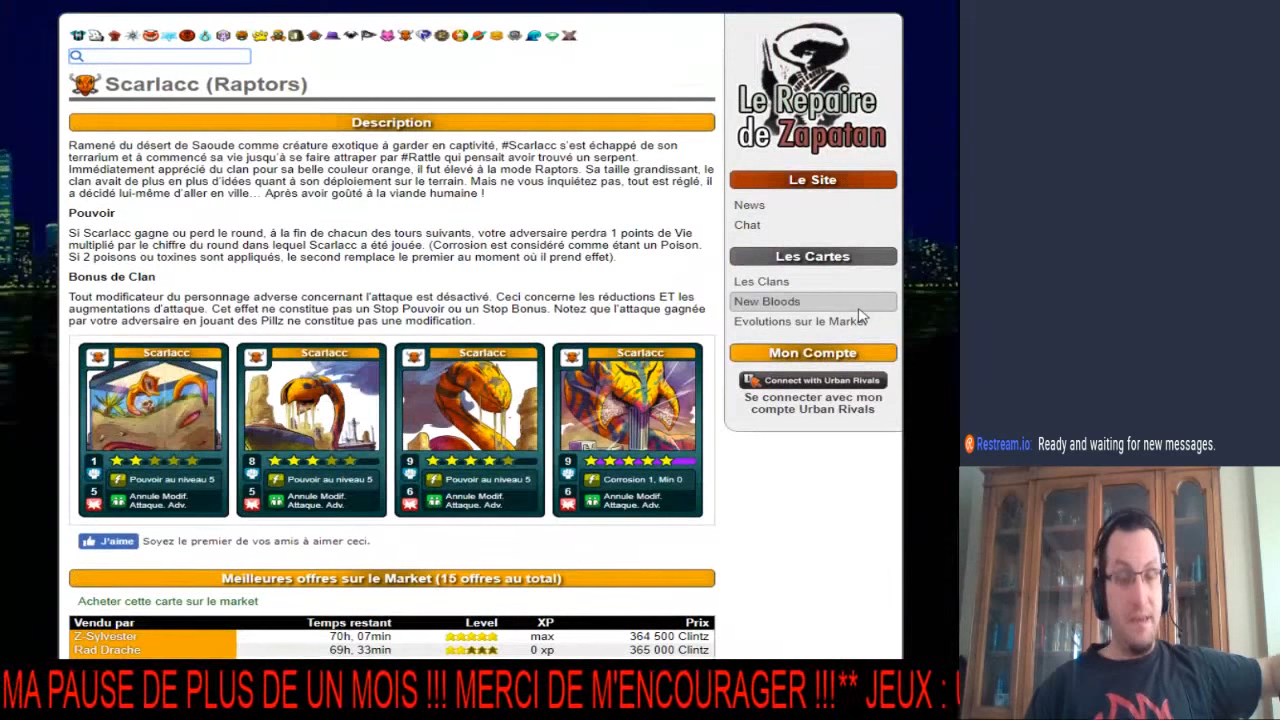 Scarlacc (Raptors)
Description
Ramené du désert de Saoude comme créature exotique à garder en captivité, #Scarlacc s'est échappé de son
terrarium et à commencé sa vie jusqu'à se faire attraper par #Rattle qui pensait avoir trouvé un serpent.
Immédiatement apprécié du clan pour sa belle couleur orange, il fut élevé à la mode Raptors. Sa taille grandissant, le
clan avait de plus en plus d'idées quant à son déploiement sur le terrain. Mais ne vous inquiétez pas, tout est réglé, il
a décidé lui-même d'aller en ville... Après avoir goûté à la viande humaine !
Pouvoir
Si Scarlacc gagne ou perd le round, à la fin de chacun des tours suivants, votre adversaire perdra 1 points de Vie
multiplié par le chiffre du round dans lequel Scarlacc a été jouée. (Corrosion est considéré comme étant un Poison.
Si 2 poisons ou toxines sont appliqués, le second remplace le premier au moment où il prend effet).
Bonus de Clan
Tout modificateur du personnage adverse concernant l'attaque est désactivé. Ceci concerne les réductions ET les
augmentations d'attaque. Cet effet ne constitue pas un Stop Pouvoir ou un Stop Bonus. Notez que l'attaque gagnée
par votre adversaire en jouant des Pillz ne constitue pas une modification.
Scarlacc
1
5
Pouvoir au niveau 5
Annule Modif.
Attaque. Adv.
Scarlacc
8
5
Pouvoir au niveau 5
Annule Modif.
Attaque. Adv.
Scarlacc
9
6
Pouvoir au niveau 5
Annule Modif.
Attaque. Adv.
Scarlacc
9
6
Corrosion 1, Min 0
Annule Modif.
Attaque. Adv.
J'aime Soyez le premier de vos amis à aimer ceci.
Meilleures offres sur le Market (15 offres au total)
Acheter cette carte sur le market
Vendu par Temps restant Level XP Prix
Z-Sylvester 70h, 07min max 364 500 Clintz
Rad Drache 69h, 33min 0 xp 365 000 Clintz
Le Repaire
de Zapatan
Le Site
News
Chat
Les Cartes
Les Clans
New Bloods
Evolutions sur le Market
Mon Compte
Connect with Urban Rivals
Se connecter avec mon
compte Urban Rivals
Restream.io: Ready and waiting for new messages.
MA PAUSE DE PLUS DE UN MOIS !!! MERCI DE M'ENCOURAGER !!!** JEUX :